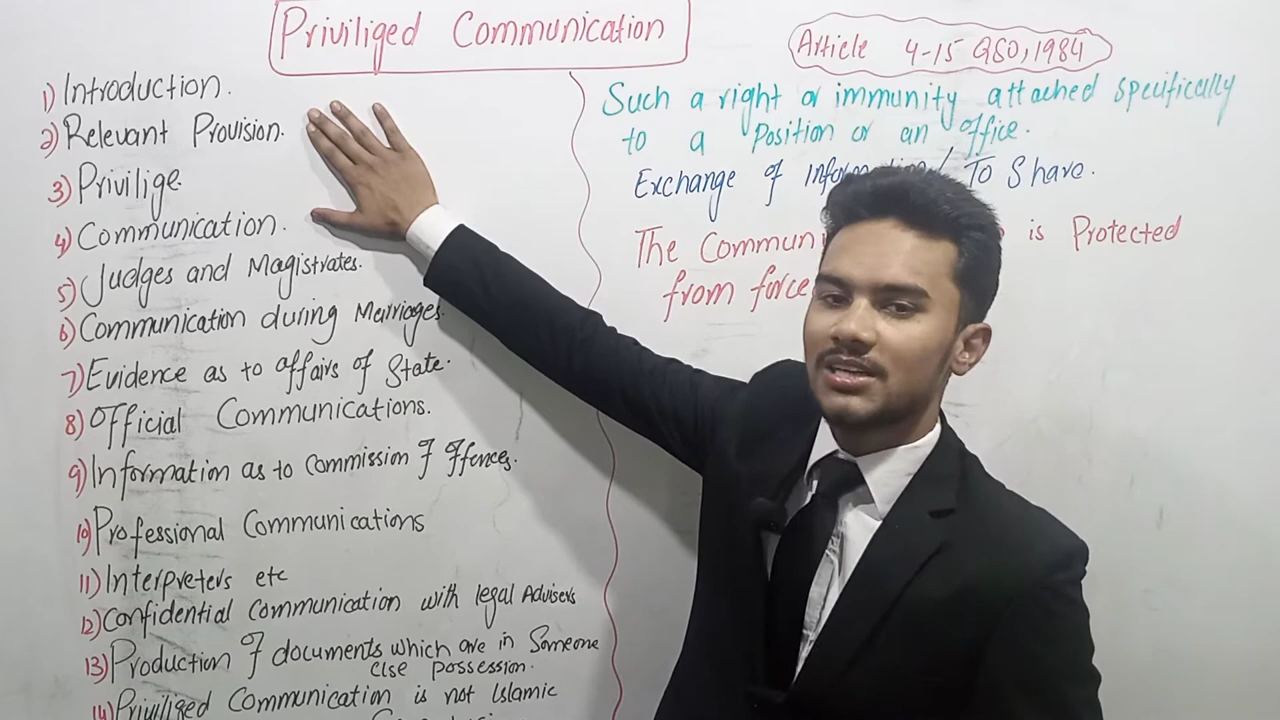 Priviliged Communication
Article 4-15 QSO, 1984
1) Introduction.
2) Relevant Provision.
3) Privilige.
4) Communication.
5) Judges and Magistrates.
6) Communication during Merriages.
7) Evidence as to affairs of State.
8) Official Communications.
9) Information as to Commission of offences.
10) Professional Communications
11) Interpreters etc
12) Confidential Communication with legal Advisers
13) Production of documents which are in Someone
else possession.
14) Priviliged Communication is not Islamic
Such a right or immunity attached specifically
to a Position or an office.
Exchange of / To Share.
The is Protected
from